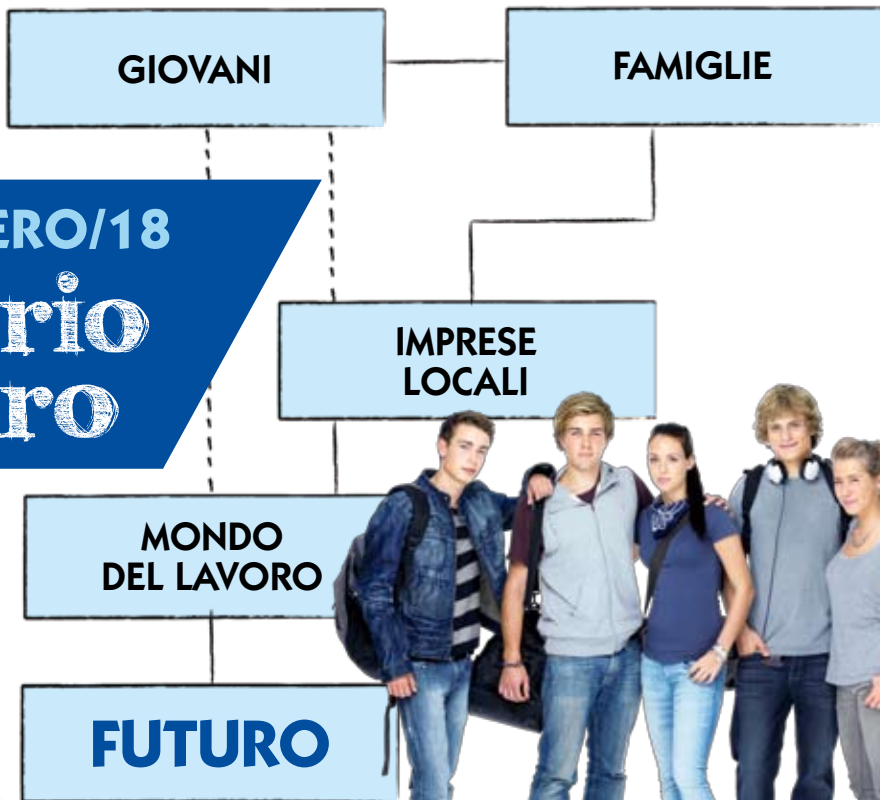 GIOVANI
FAMIGLIE
ERO/18
rio
ro
IMPRESE
LOCALI
MONDO
DEL LAVORO
FUTURO